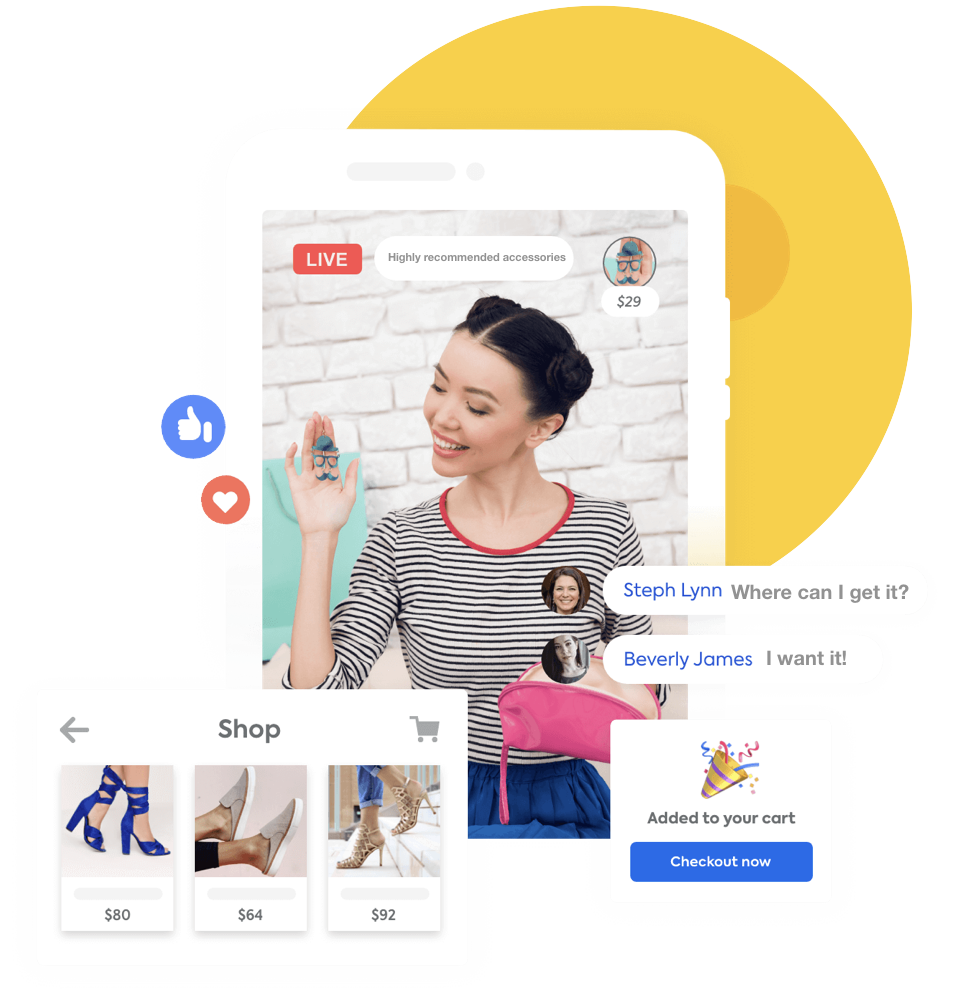 LIVE
Highly recommended accessories
$29
Steph Lynn Where can I get it?
Beverly James I want it!
Shop
$80
$64
$92
Added to your cart
Checkout now